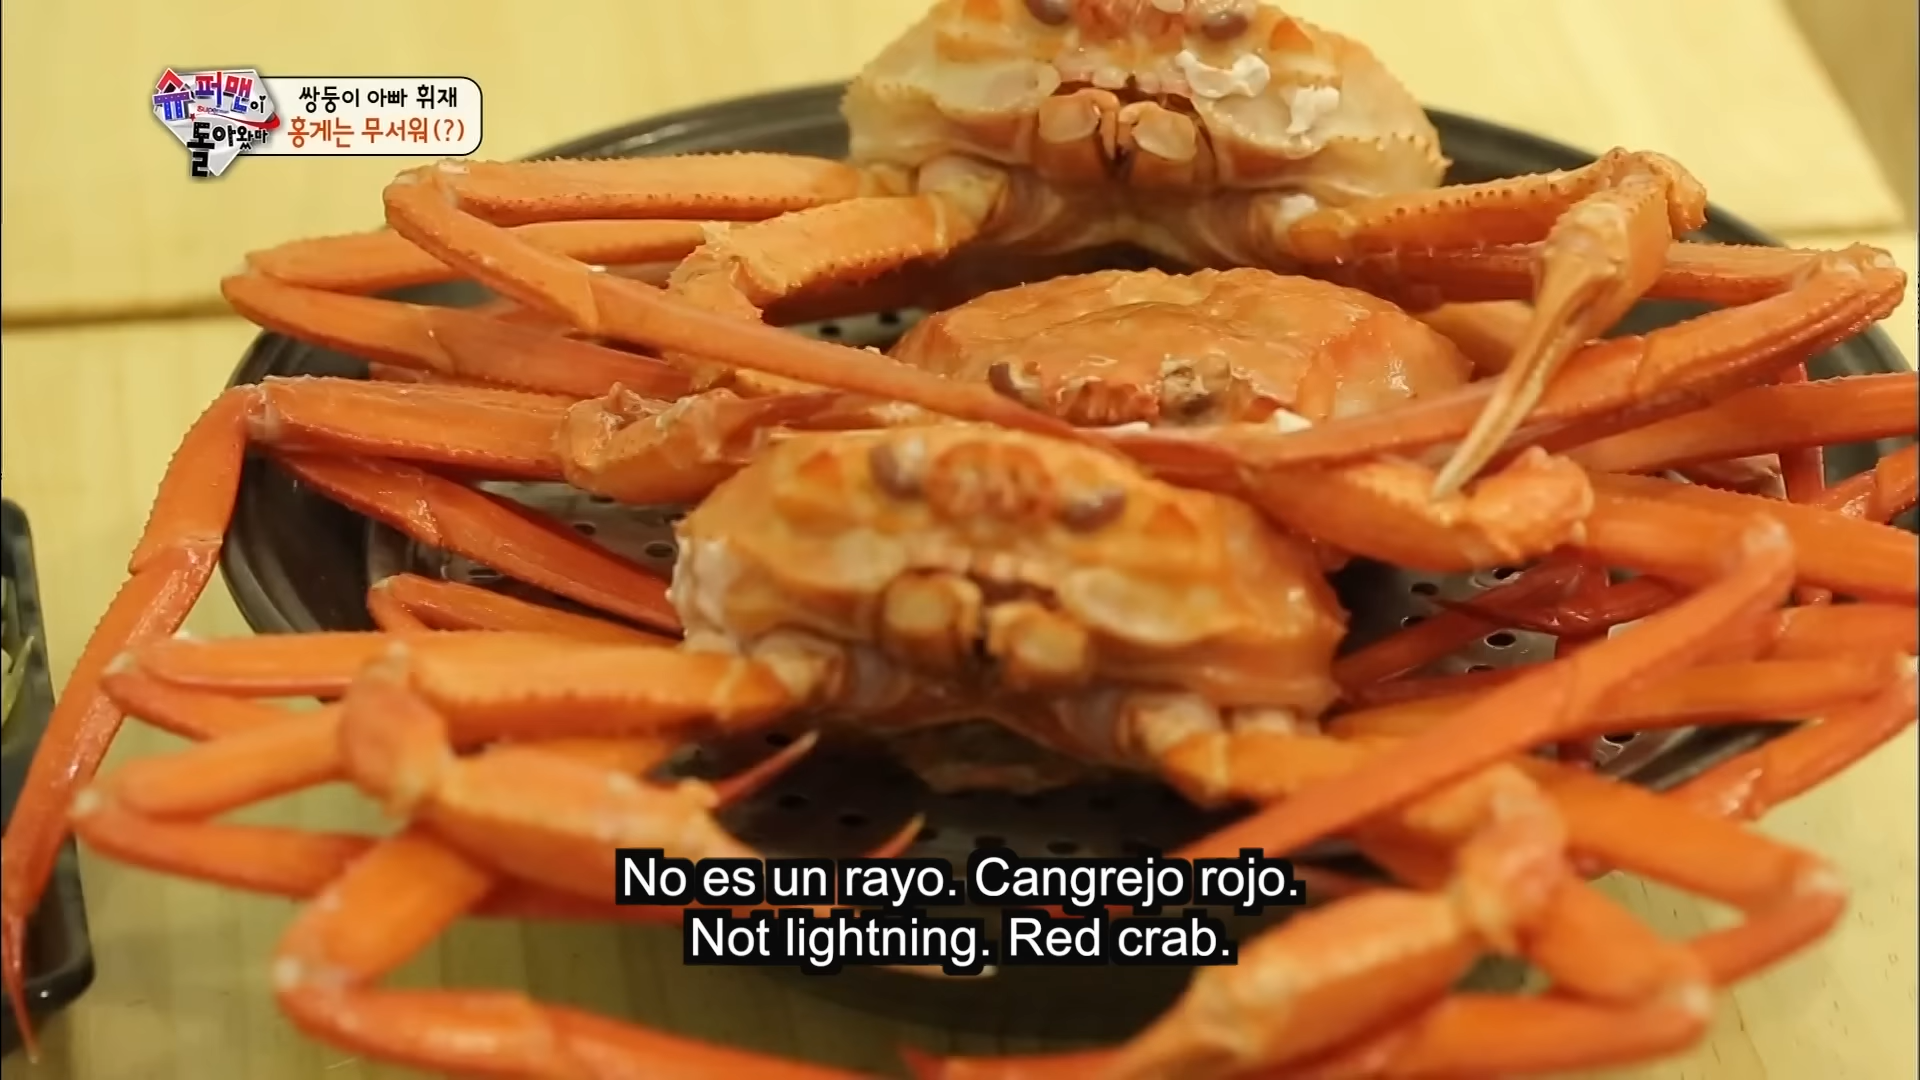 슈퍼맨이
돌아왔다
쌍둥이 아빠 휘재
홍게는 무서워(?)
No es un rayo. Cangrejo rojo.
Not lightning. Red crab.